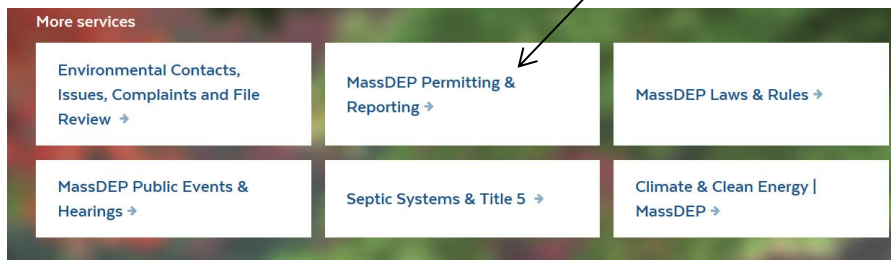 More services
Environmental Contacts,
Issues, Complaints and File
Review →
MassDEP Permitting &
Reporting →
MassDEP Laws & Rules →
MassDEP Public Events &
Hearings →
Septic Systems & Title 5 →
Climate & Clean Energy |
MassDEP →